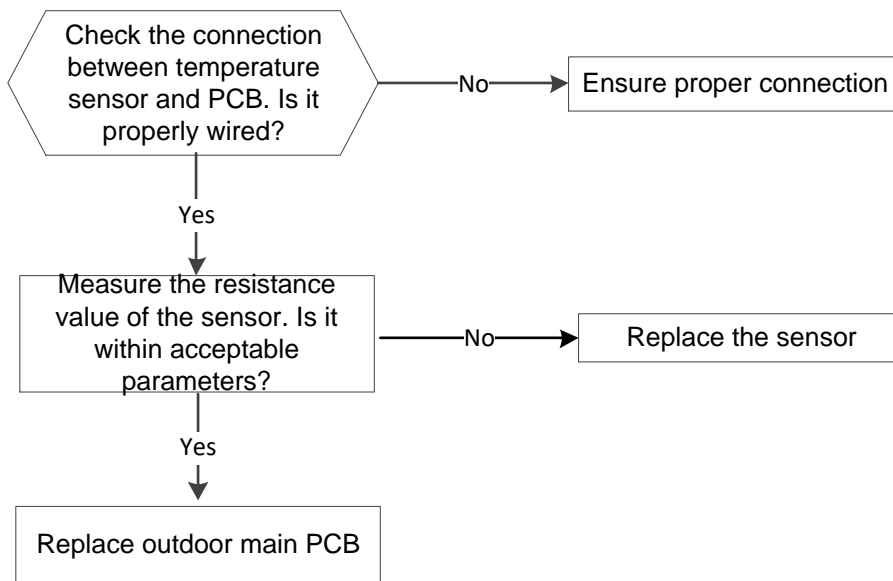 Check the connection
between temperature
sensor and PCB. Is it
properly wired?
No
Ensure proper connection
Yes
Measure the resistance
value of the sensor. Is it
within acceptable
parameters?
No
Replace the sensor
Yes
Replace outdoor main PCB